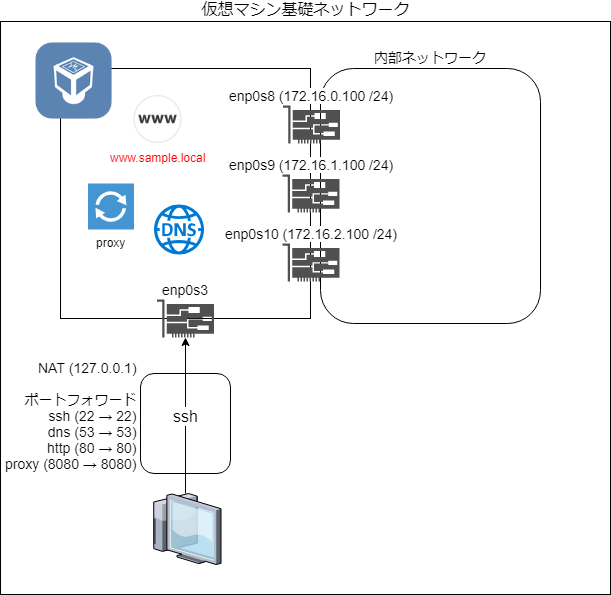 仮想マシン基礎ネットワーク
内部ネットワーク
enp0s8 (172.16.0.100 /24)
www
www.sample.local
enp0s9 (172.16.1.100 /24)
DNS
proxy
enp0s10 (172.16.2.100 /24)
enp0s3
NAT (127.0.0.1)
ポートフォワード
ssh (22 → 22)
dns (53 → 53)
http (80 → 80)
proxy (8080 → 8080)
ssh